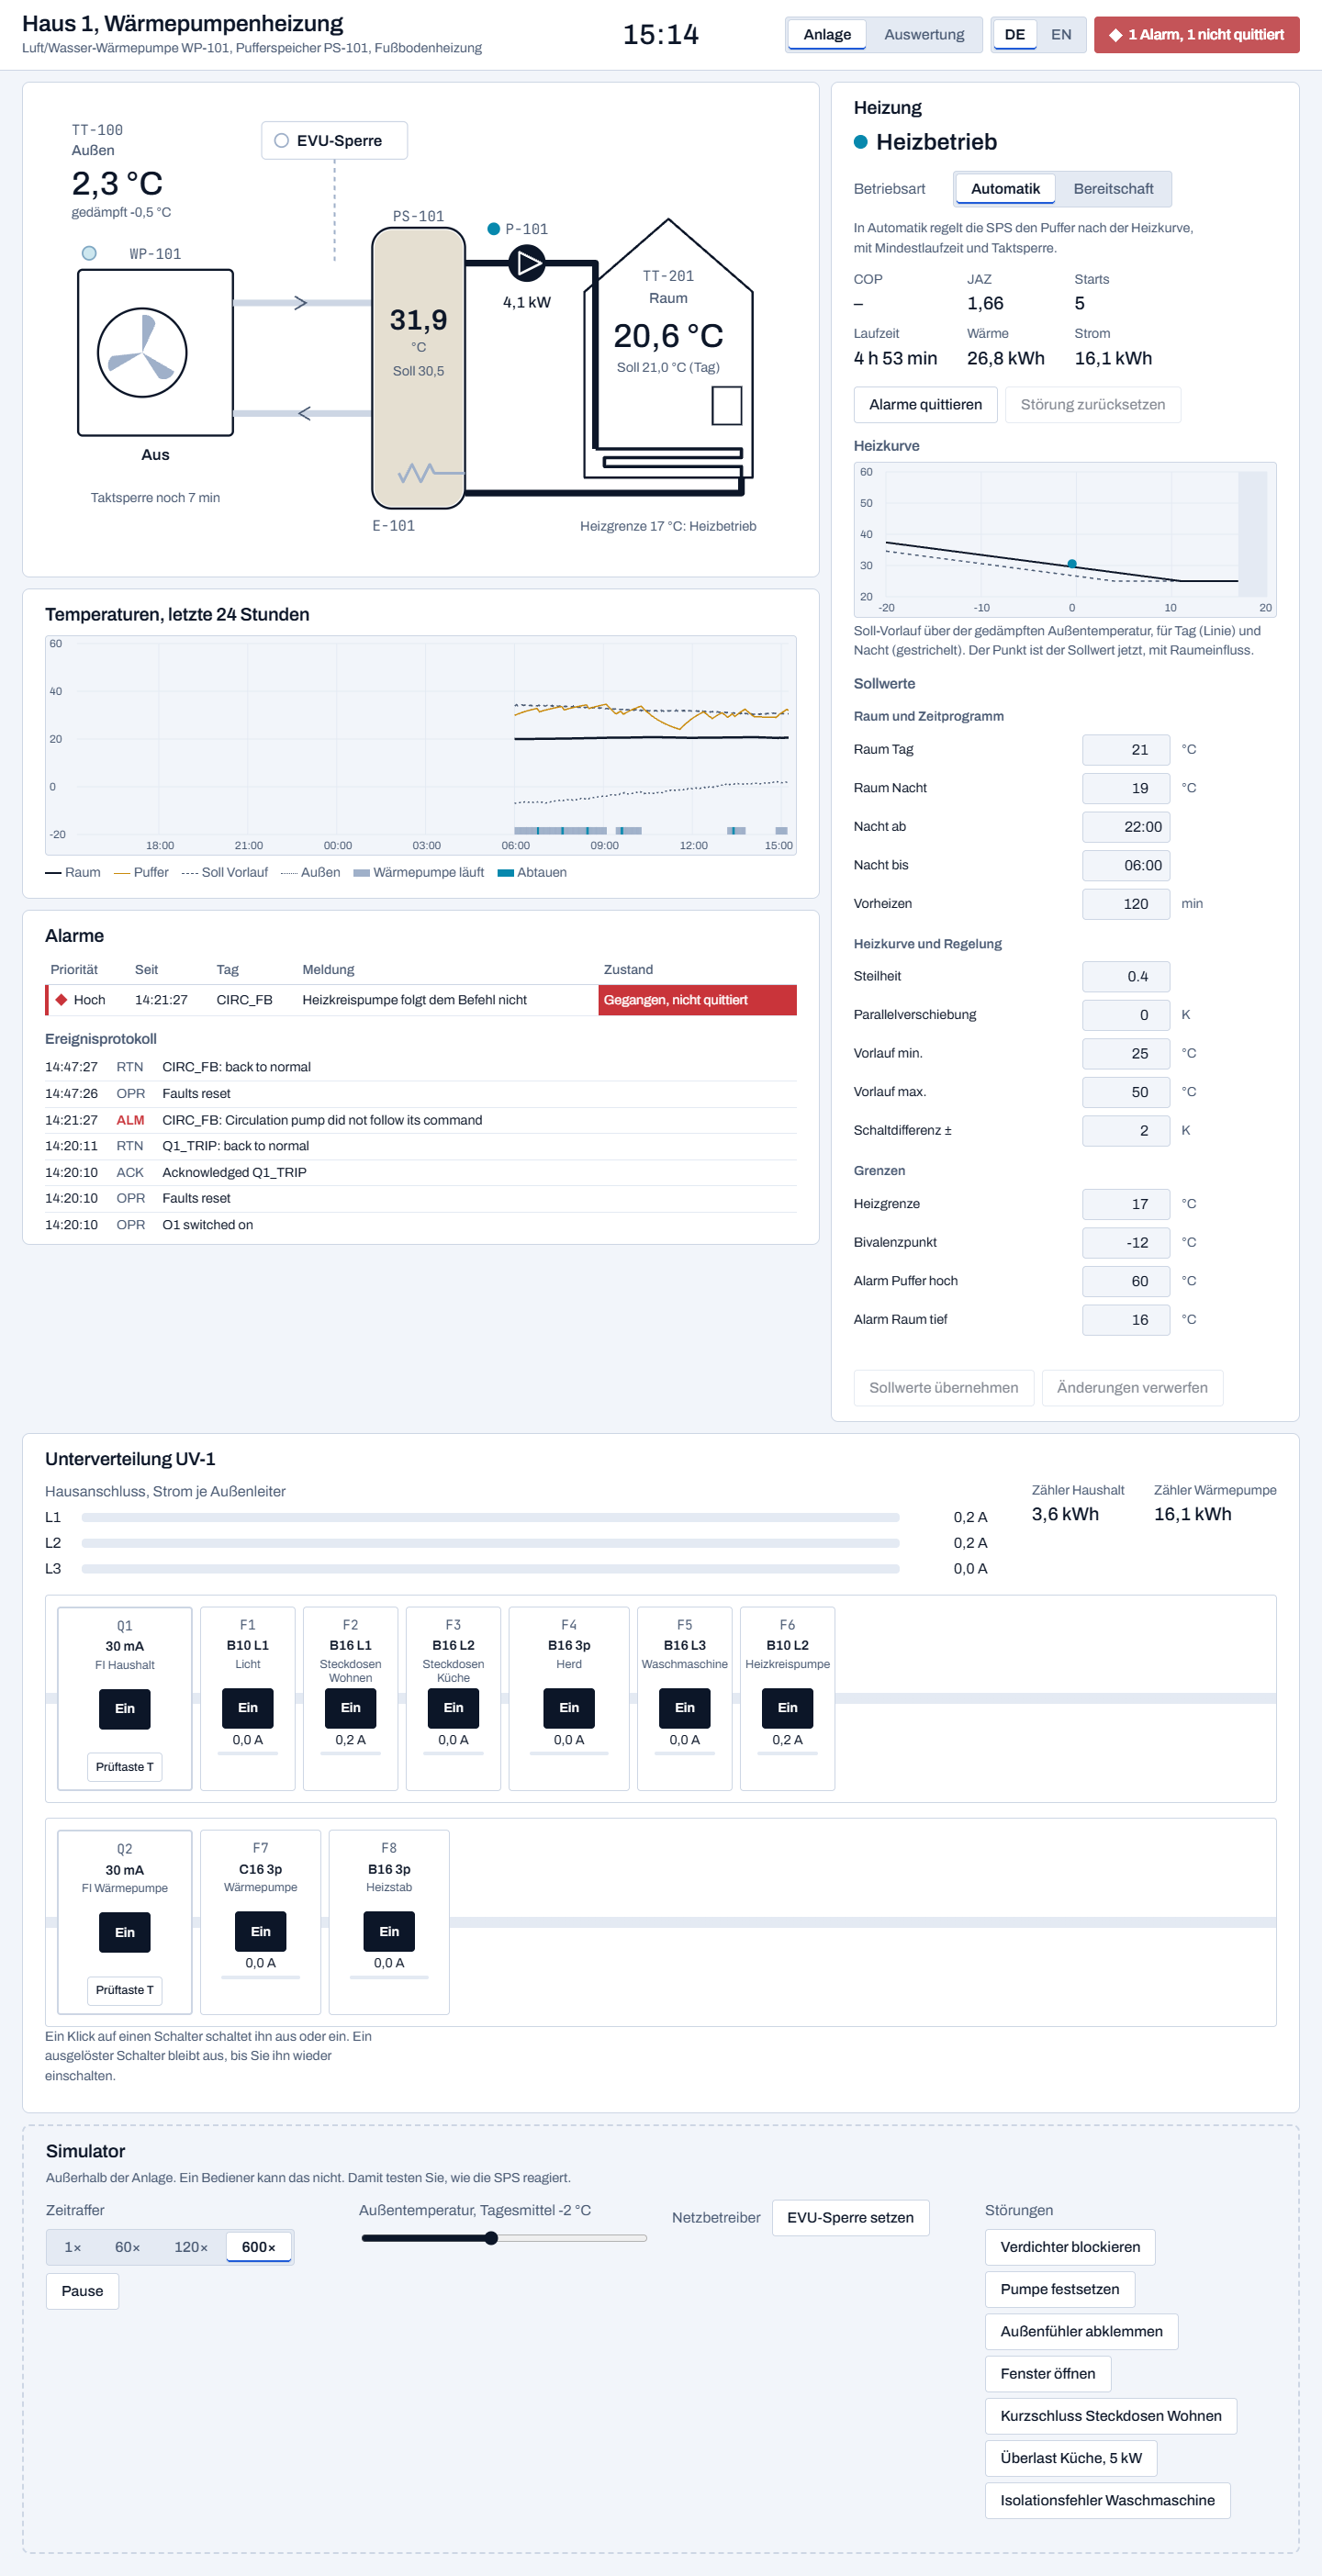 Haus 1, Wärmepumpenheizung
Luft/Wasser-Wärmepumpe WP-101, Pufferspeicher PS-101, Fußbodenheizung
15:14
Anlage Auswertung
DE EN
1 Alarm, 1 nicht quittiert
TT-100
Außen
2,3 °C
gedämpft -0,5 °C
EVU-Sperre
WP-101
Aus
Taktsperre noch 7 min
PS-101
31,9
°C
Soll 30,5
E-101
P-101
4,1 kW
TT-201
Raum
20,6 °C
Soll 21,0 °C (Tag)
Heizgrenze 17 °C: Heizbetrieb
Temperaturen, letzte 24 Stunden
60
40
20
0
-20
18:00 21:00 00:00 03:00 06:00 09:00 12:00 15:00
Raum Puffer Soll Vorlauf Außen Wärmepumpe läuft Abtauen
Alarme
Priorität Seit Tag Meldung Zustand
Hoch 14:21:27 CIRC_FB Heizkreispumpe folgt dem Befehl nicht Gegangen, nicht quittiert
Ereignisprotokoll
14:47:27 RTN CIRC_FB: back to normal
14:47:26 OPR Faults reset
14:21:27 ALM CIRC_FB: Circulation pump did not follow its command
14:20:11 RTN Q1_TRIP: back to normal
14:20:10 ACK Acknowledged Q1_TRIP
14:20:10 OPR Faults reset
14:20:10 OPR Q1 switched on
Heizung
Heizbetrieb
Betriebsart Automatik Bereitschaft
In Automatik regelt die SPS den Puffer nach der Heizkurve,
mit Mindestlaufzeit und Taktsperre.
COP JAZ Starts
– 1,66 5
Laufzeit Wärme Strom
4 h 53 min 26,8 kWh 16,1 kWh
Alarme quittieren Störung zurücksetzen
Heizkurve
60
50
40
30
20
-20 -10 0 10 20
Soll-Vorlauf über der gedämpften Außentemperatur, für Tag (Linie) und
Nacht (gestrichelt). Der Punkt ist der Sollwert jetzt, mit Raumeinfluss.
Sollwerte
Raum und Zeitprogramm
Raum Tag 21 °C
Raum Nacht 19 °C
Nacht ab 22:00
Nacht bis 06:00
Vorheizen 120 min
Heizkurve und Regelung
Steilheit 0.4
Parallelverschiebung 0 K
Vorlauf min. 25 °C
Vorlauf max. 50 °C
Schaltdifferenz ± 2 K
Grenzen
Heizgrenze 17 °C
Bivalenzpunkt -12 °C
Alarm Puffer hoch 60 °C
Alarm Raum tief 16 °C
Sollwerte übernehmen Änderungen verwerfen
Unterverteilung UV-1
Hausanschluss, Strom je Außenleiter
L1 0,2 A
L2 0,2 A
L3 0,0 A
Zähler Haushalt Zähler Wärmepumpe
3,6 kWh 16,1 kWh
Q1 F1 F2 F3 F4 F5 F6
30 mA B10 L1 B16 L1 B16 L2 B16 3p B16 L3 B10 L2
FI Haushalt Licht Steckdosen Steckdosen Herd Waschmaschine Heizkreispumpe
Wohnen Küche
Ein Ein Ein Ein Ein Ein Ein
0,0 A 0,2 A 0,0 A 0,0 A 0,0 A 0,2 A
Prüftaste T
Q2 F7 F8
30 mA C16 3p B16 3p
FI Wärmepumpe Wärmepumpe Heizstab
Ein Ein Ein
0,0 A 0,0 A
Prüftaste T
Ein Klick auf einen Schalter schaltet ihn aus oder ein. Ein
ausgelöster Schalter bleibt aus, bis Sie ihn wieder
einschalten.
Simulator
Außerhalb der Anlage. Ein Bediener kann das nicht. Damit testen Sie, wie die SPS reagiert.
Zeitraffer
1× 60× 120× 600×
Pause
Außentemperatur, Tagesmittel -2 °C
Netzbetreiber EVU-Sperre setzen
Störungen
Verdichter blockieren
Pumpe festsetzen
Außenfühler abklemmen
Fenster öffnen
Kurzschluss Steckdosen Wohnen
Überlast Küche, 5 kW
Isolationsfehler Waschmaschine